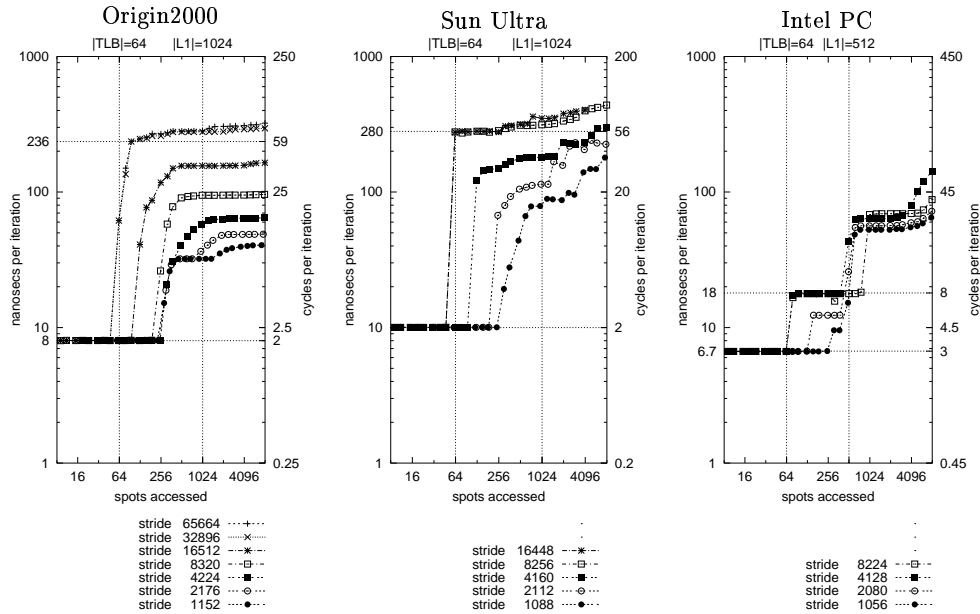 Origin2000
|TLB|=64 |L1|=1024
1000
236
100
10
8
1
250
59
25
2.5
2
0.25
nanosecs per iteration
cycles per iteration
16 64 256 1024 4096
spots accessed
stride 65664
stride 32896
stride 16512
stride 8320
stride 4224
stride 2176
stride 1152
Sun Ultra
|TLB|=64 |L1|=1024
1000
280
100
10
1
200
56
20
2
0.2
nanosecs per iteration
cycles per iteration
16 64 256 1024 4096
spots accessed
stride 16448
stride 8256
stride 4160
stride 2112
stride 1088
Intel PC
|TLB|=64 |L1|=512
1000
100
18
10
6.7
1
450
45
8
4.5
3
0.45
nanosecs per iteration
cycles per iteration
16 64 256 1024 4096
spots accessed
stride 8224
stride 4128
stride 2080
stride 1056